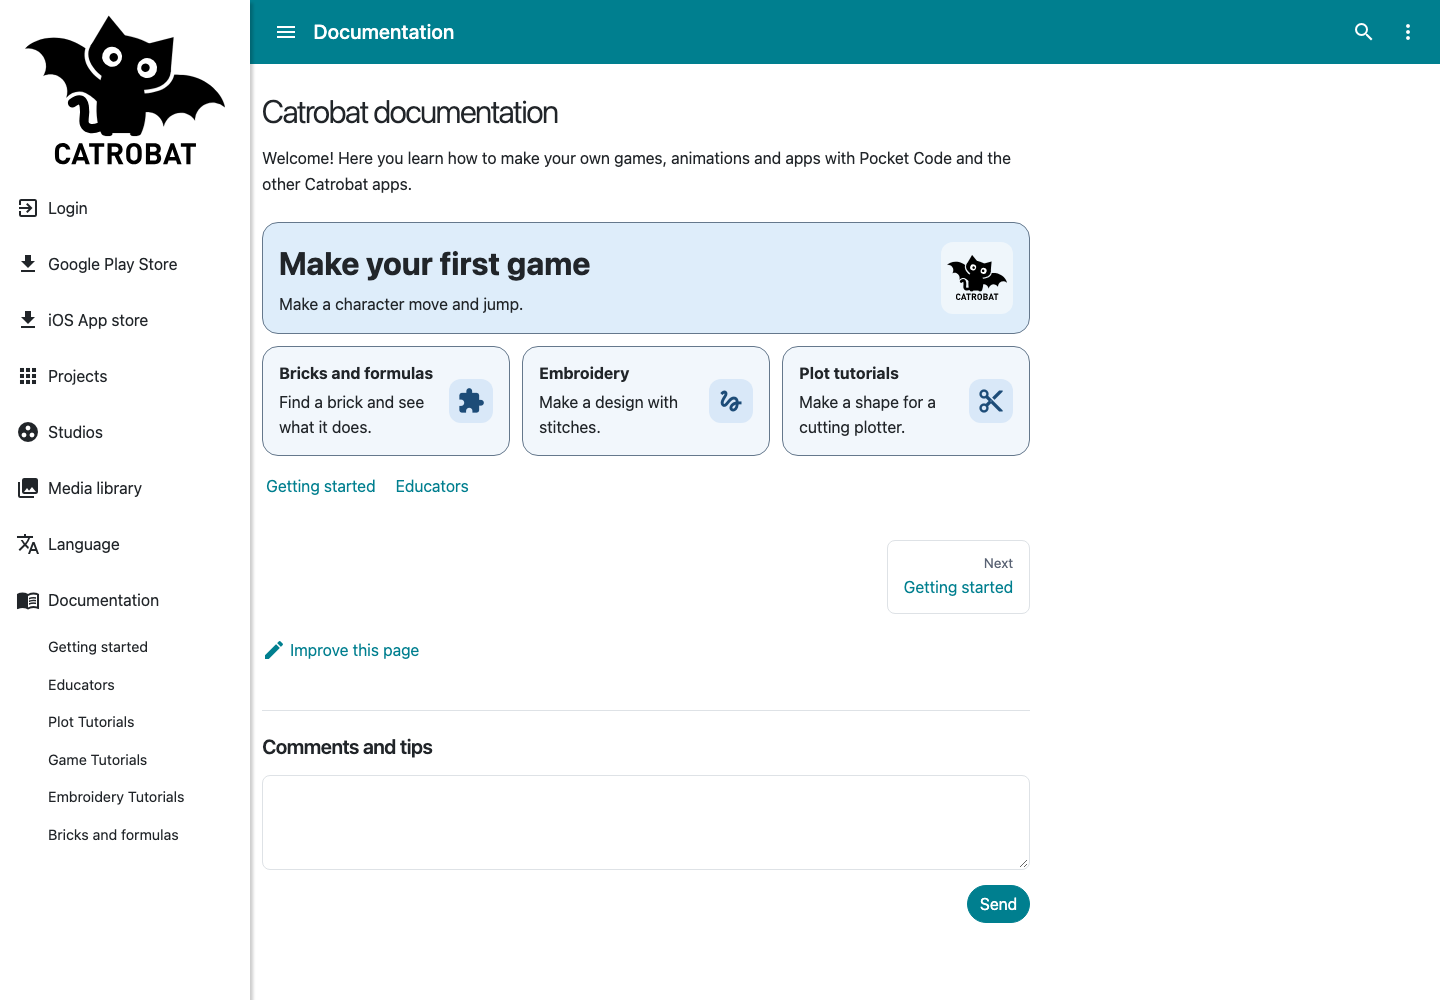 CATROBAT
Login
Google Play Store
iOS App store
Projects
Studios
Media library
Language
Documentation
Getting started
Educators
Plot Tutorials
Game Tutorials
Embroidery Tutorials
Bricks and formulas
Documentation
Catrobat documentation
Welcome! Here you learn how to make your own games, animations and apps with Pocket Code and the
other Catrobat apps.
Make your first game
Make a character move and jump.
CATROBAT
Bricks and formulas
Find a brick and see
what it does.
Embroidery
Make a design with
stitches.
Plot tutorials
Make a shape for a
cutting plotter.
Getting started
Educators
Next
Getting started
Improve this page
Comments and tips
Send